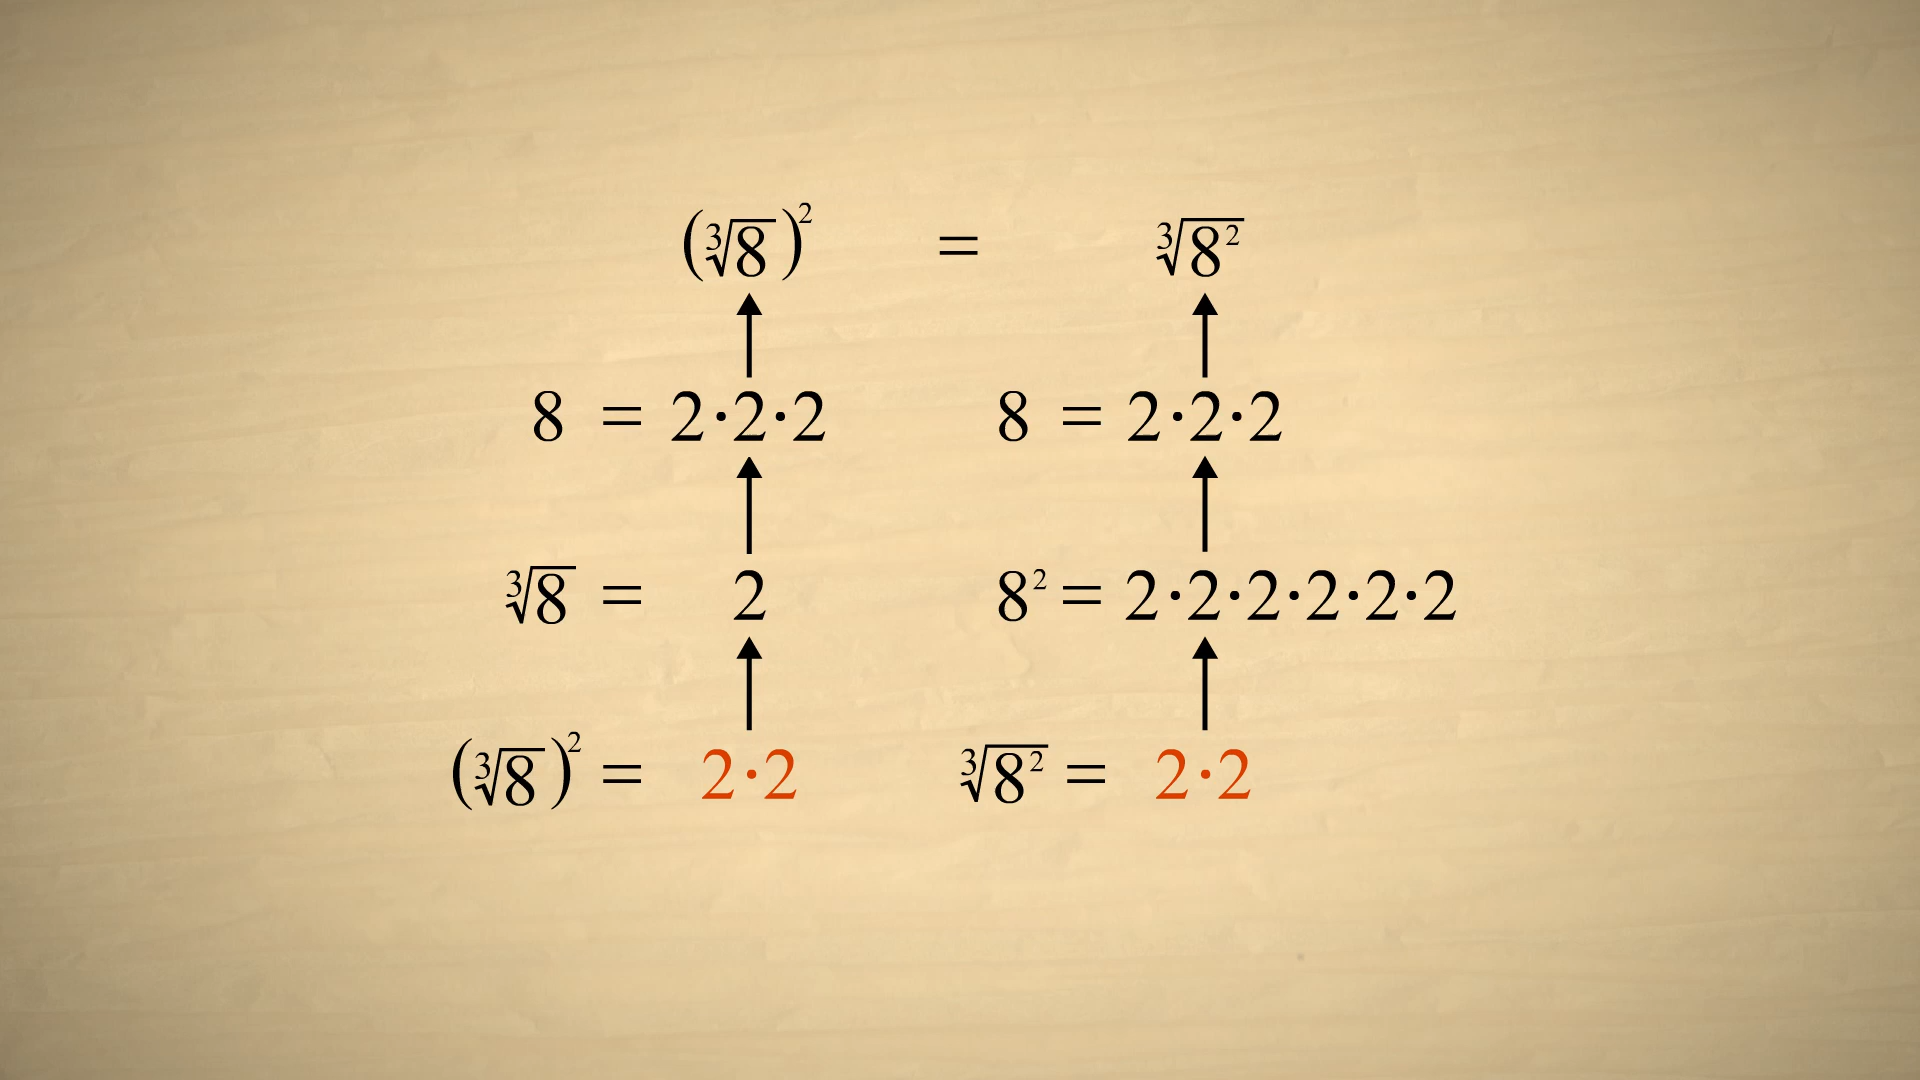 (∛8)² = ∛8²
8 = 2·2·2 8 = 2·2·2
∛8 = 2 8² = 2·2·2·2·2·2
(∛8)² = 2·2 ∛8² = 2·2